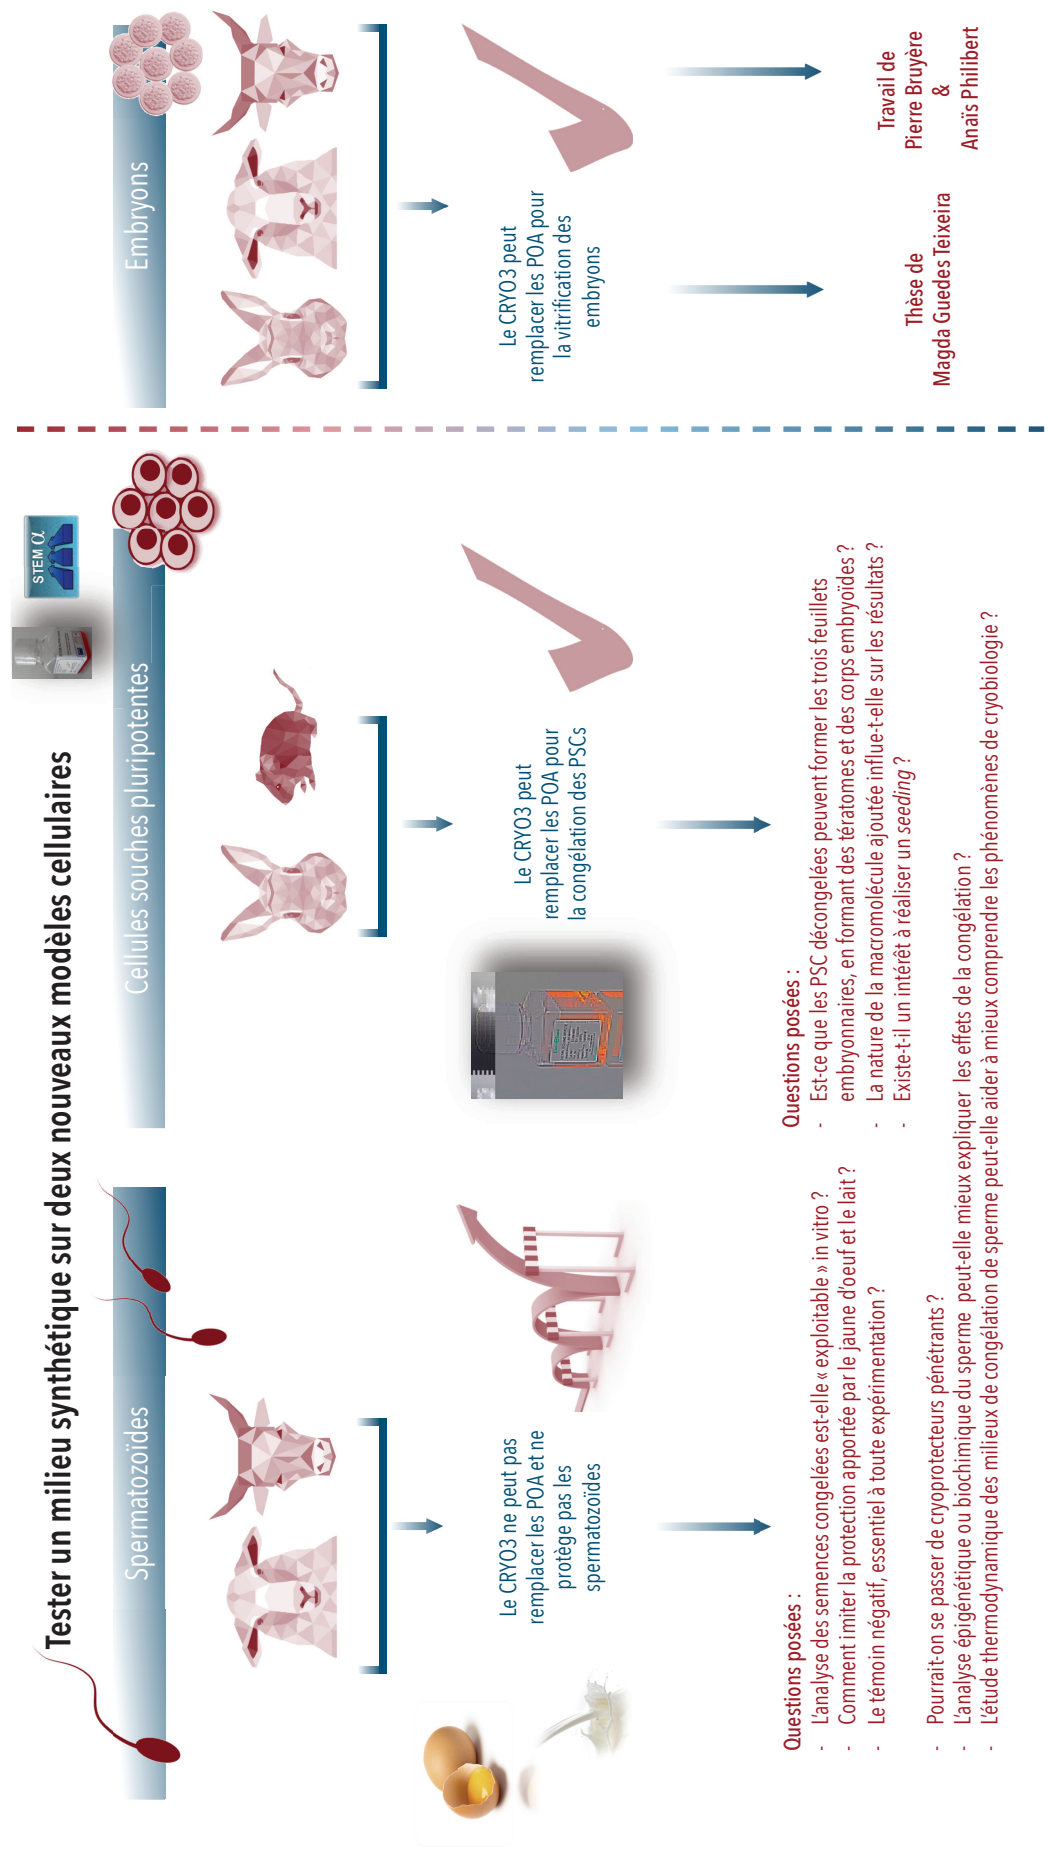 Tester un milieu synthétique sur deux nouveaux modèles cellulaires
STEM α
Spermatozoïdes
Le CRYO3 ne peut pas
remplacer les POA et ne
protège pas les
spermatozoïdes
Questions posées :
- L'analyse des semences congelées est-elle « exploitable » in vitro ?
- Comment imiter la protection apportée par le jaune d'oeuf et le lait ?
- Le témoin négatif, essentiel à toute expérimentation ?
Cellules souches pluripotentes
Le CRYO3 peut
remplacer les POA pour
la congélation des PSCs
Questions posées :
- Est-ce que les PSC décongelées peuvent former les trois feuillets
embryonnaires, en formant des tératomes et des corps embryoïdes ?
- La nature de la macromolécule ajoutée influe-t-elle sur les résultats ?
- Existe-t-il un intérêt à réaliser un seeding ?
- Pourrait-on se passer de cryoprotecteurs pénétrants ?
- L'analyse épigénétique ou biochimique du sperme peut-elle mieux expliquer les effets de la congélation ?
- L'étude thermodynamique des milieux de congélation de sperme peut-elle aider à mieux comprendre les phénomènes de cryobiologie ?
Embryons
Le CRYO3 peut
remplacer les POA pour
la vitrification des
embryons
Thèse de
Magda Guedes Teixeira
Travail de
Pierre Bruyère
&
Anaïs Philibert